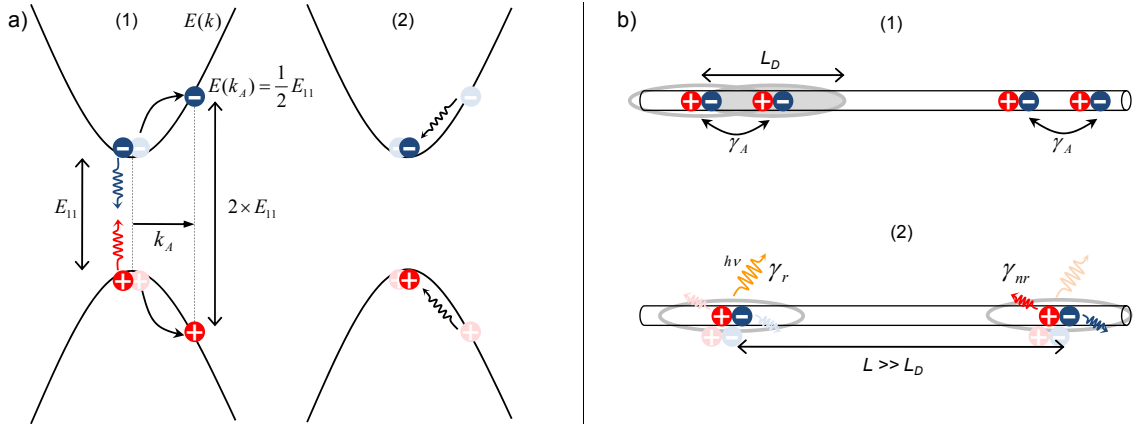 a)
(1)
E(k)
(2)
E(k_A) = 1/2 E_11
E_11
2 × E_11
k_A
b)
(1)
L_D
γ_A
γ_A
(2)
hν
γ_r
γ_nr
L >> L_D